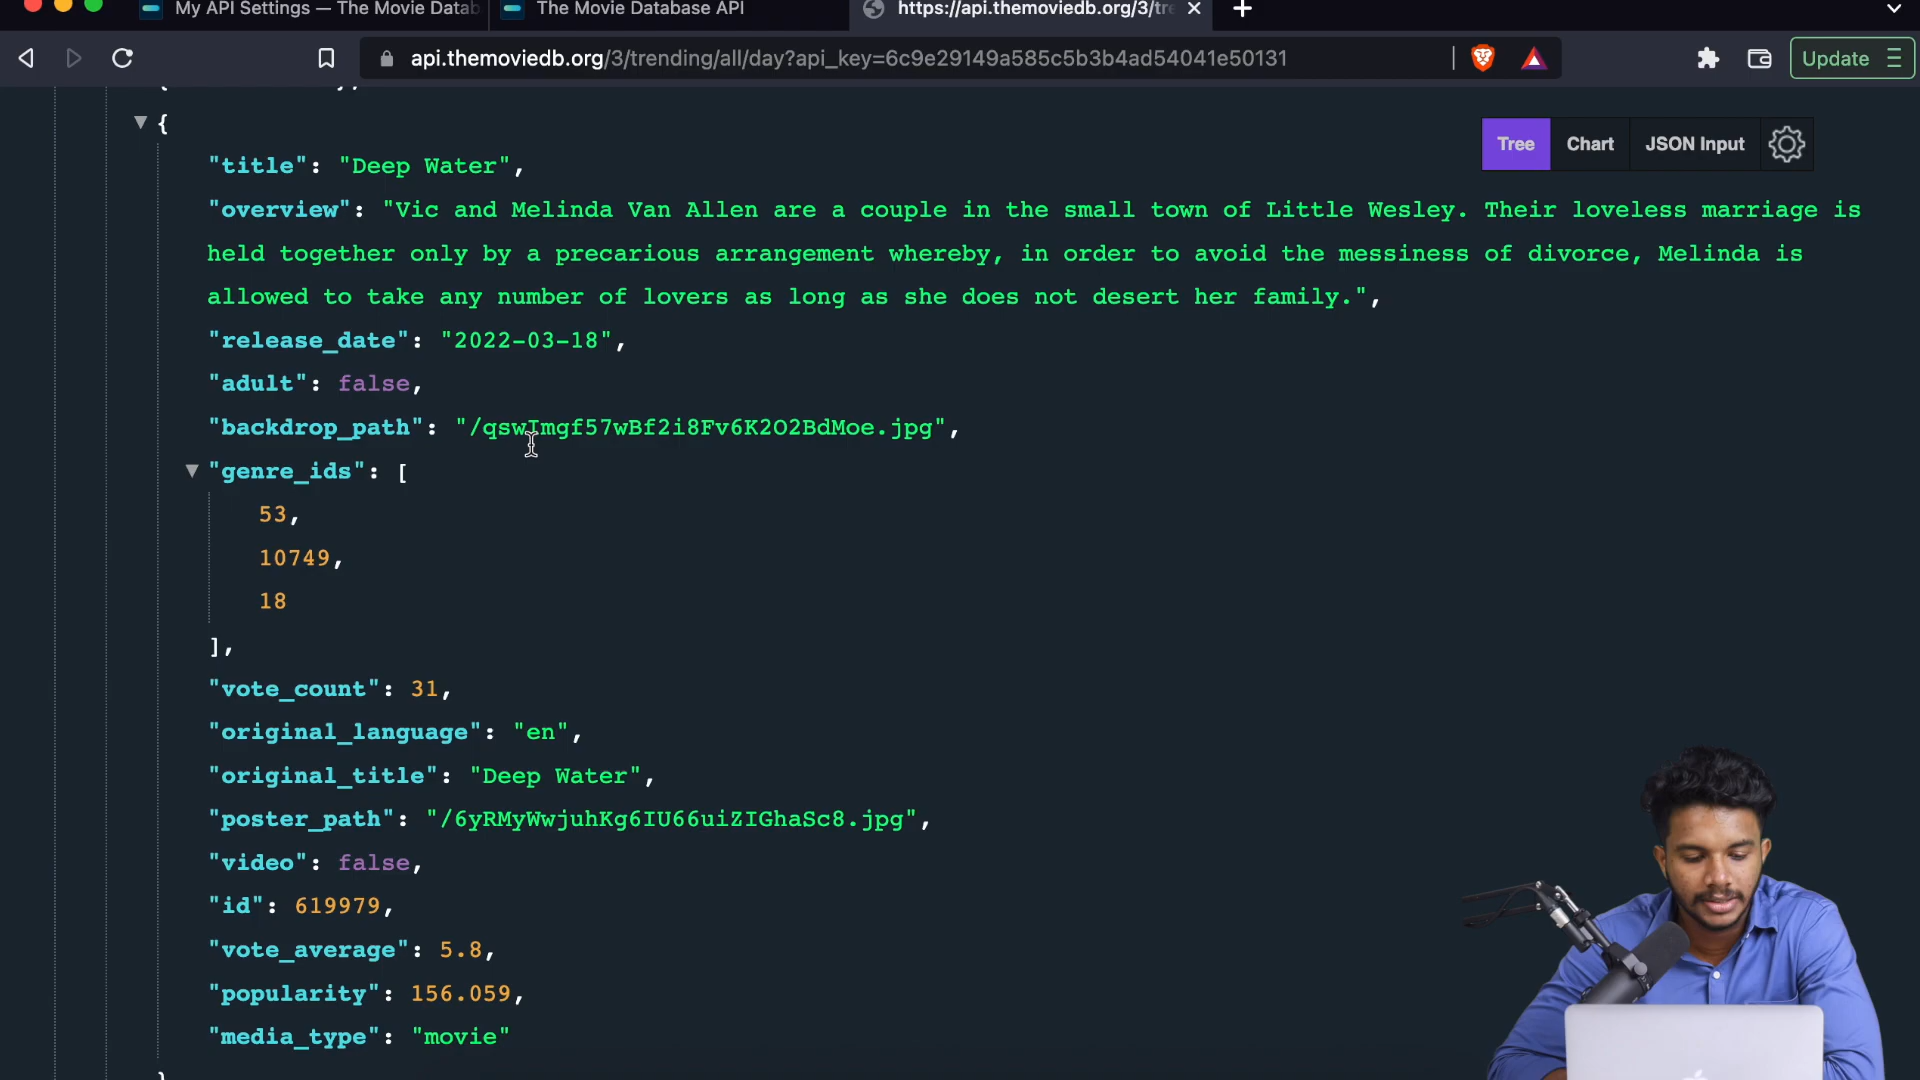 My API Settings — The Movie Datab
The Movie Database API
https://api.themoviedb.org/3/tre
api.themoviedb.org/3/trending/all/day?api_key=6c9e29149a585c5b3b4ad54041e50131
Update
Tree
Chart
JSON Input
{
"title": "Deep Water",
"overview": "Vic and Melinda Van Allen are a couple in the small town of Little Wesley. Their loveless marriage is
held together only by a precarious arrangement whereby, in order to avoid the messiness of divorce, Melinda is
allowed to take any number of lovers as long as she does not desert her family.",
"release_date": "2022-03-18",
"adult": false,
"backdrop_path": "/qswImgf57wBf2i8Fv6K2O2BdMoe.jpg",
"genre_ids": [
53,
10749,
18
],
"vote_count": 31,
"original_language": "en",
"original_title": "Deep Water",
"poster_path": "/6yRMyWwjuhKg6IU66uiZIGhaSc8.jpg",
"video": false,
"id": 619979,
"vote_average": 5.8,
"popularity": 156.059,
"media_type": "movie"